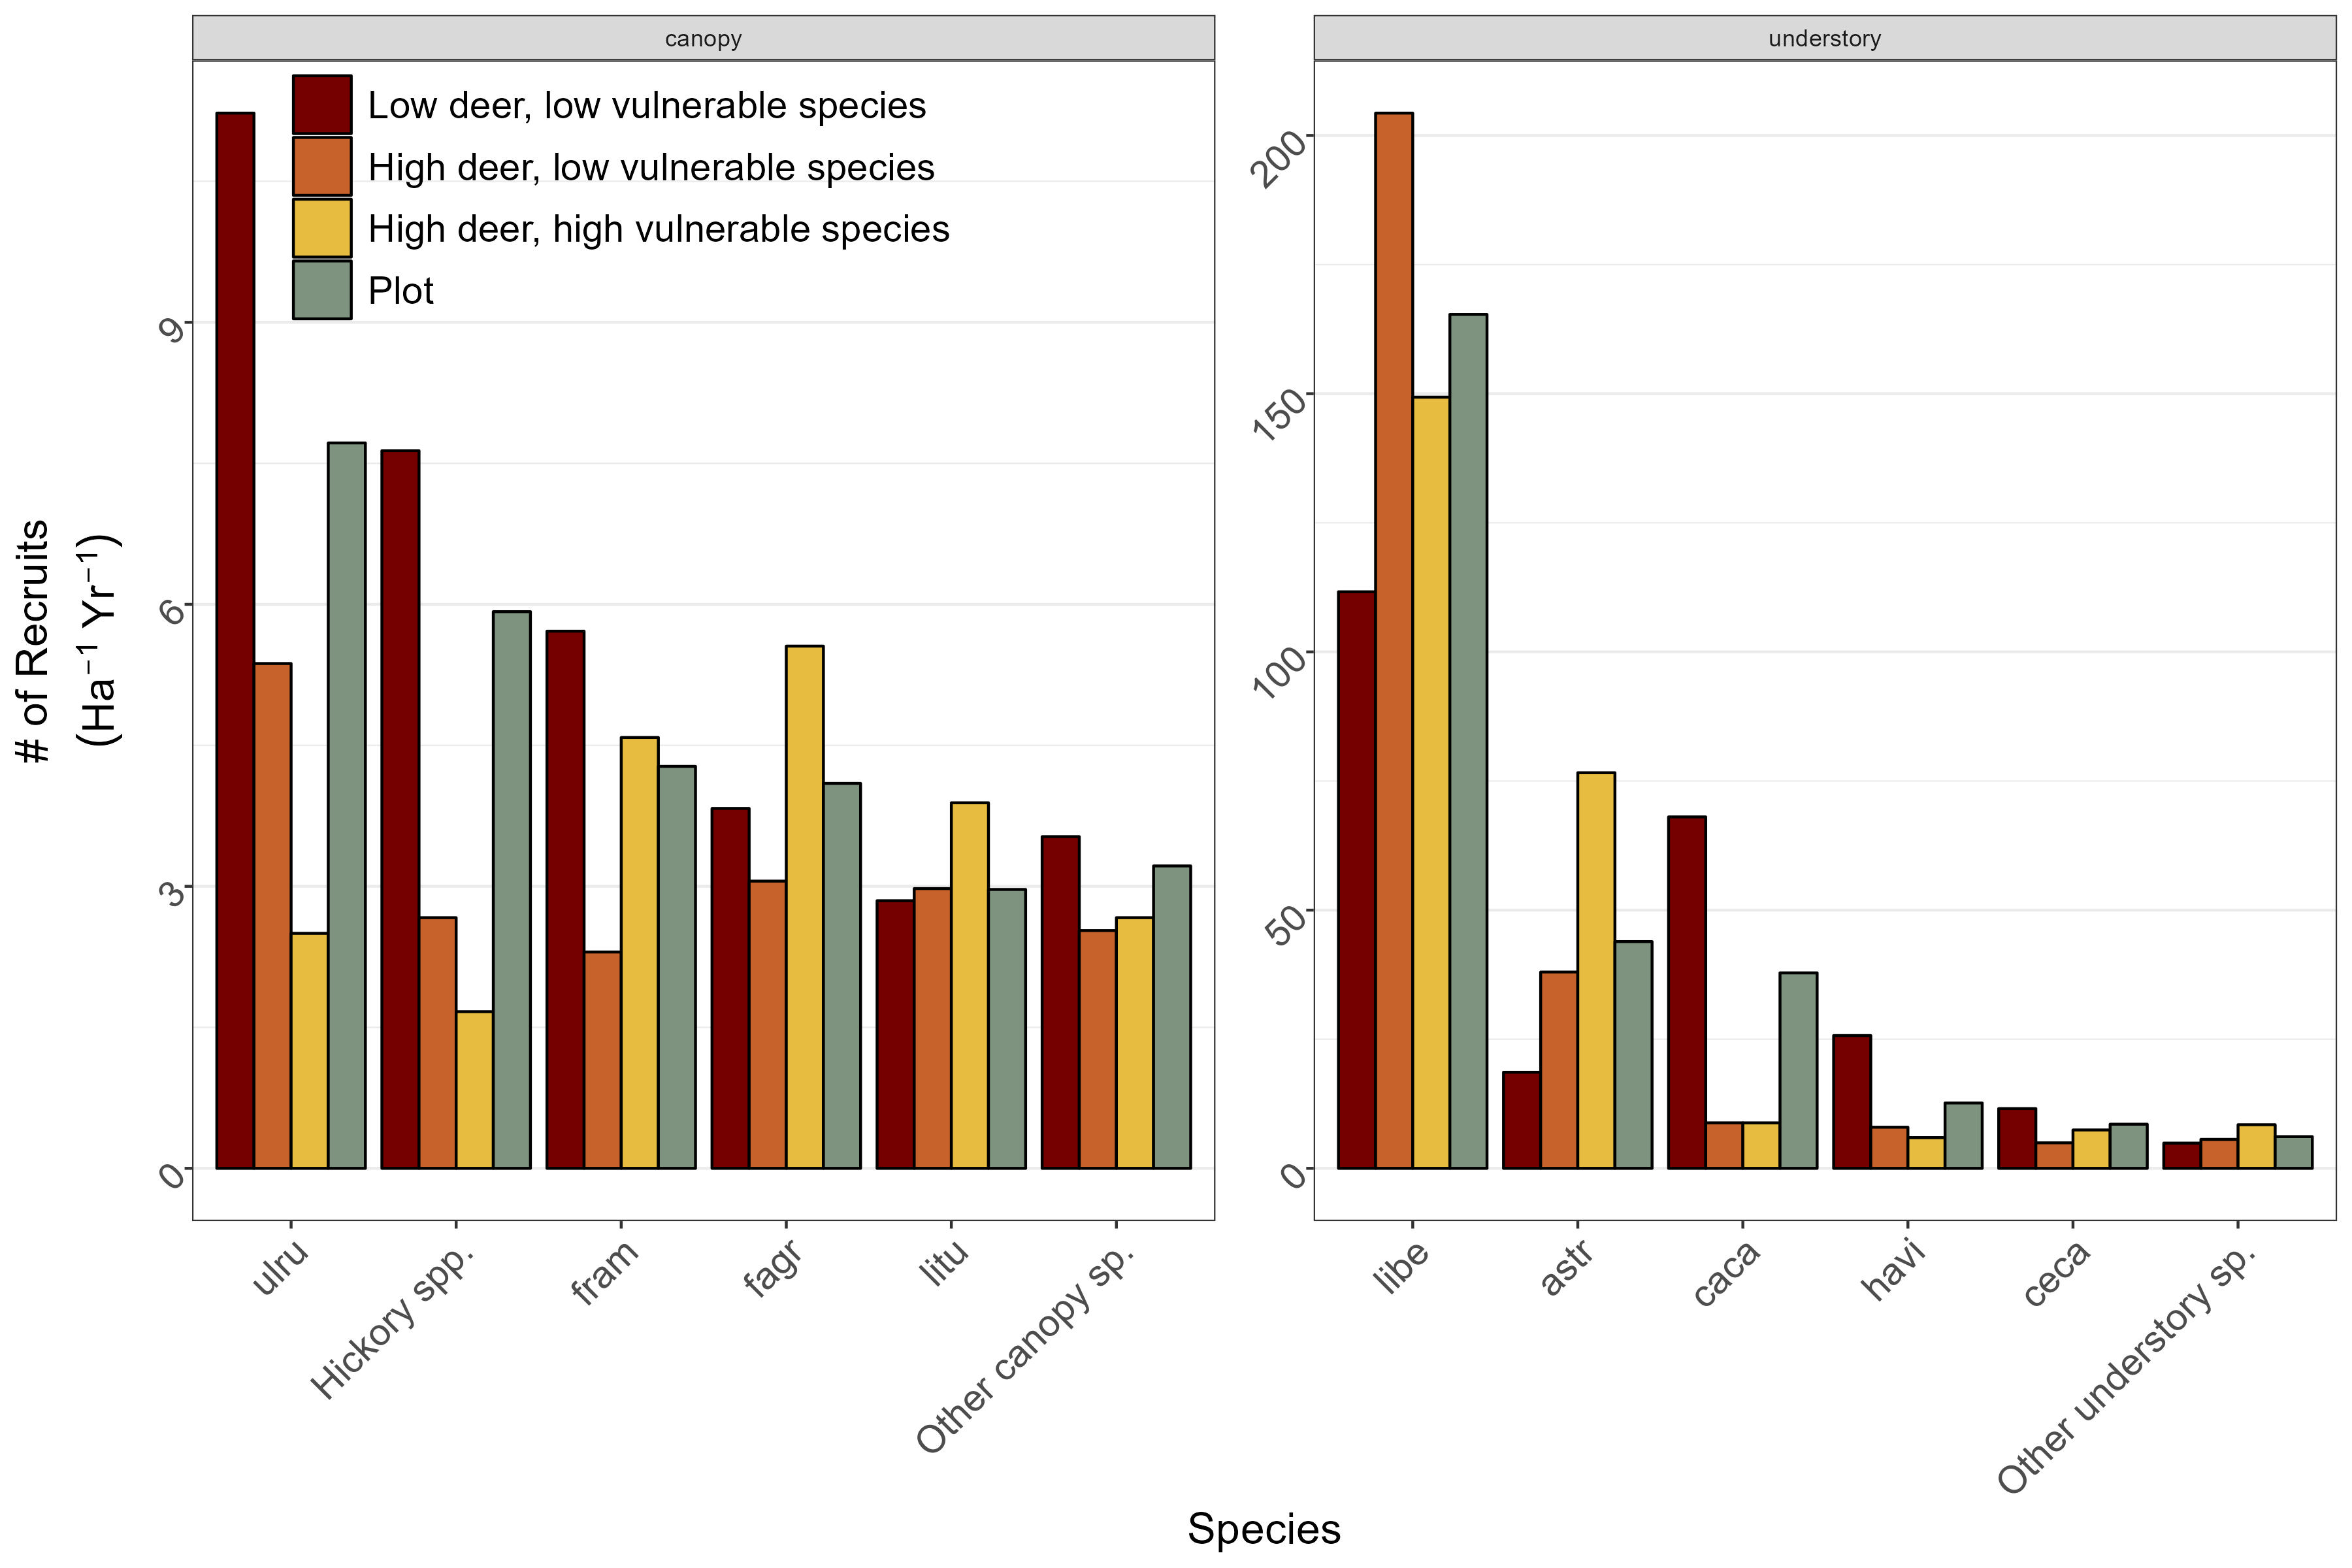 canopy
understory
Low deer, low vulnerable species
High deer, low vulnerable species
High deer, high vulnerable species
Plot
# of Recruits
(Ha⁻¹ Yr⁻¹)
9
6
3
0
200
150
100
50
0
ulru
Hickory spp.
fram
fagr
litu
Other canopy sp.
libe
astr
caca
havi
ceca
Other understory sp.
Species